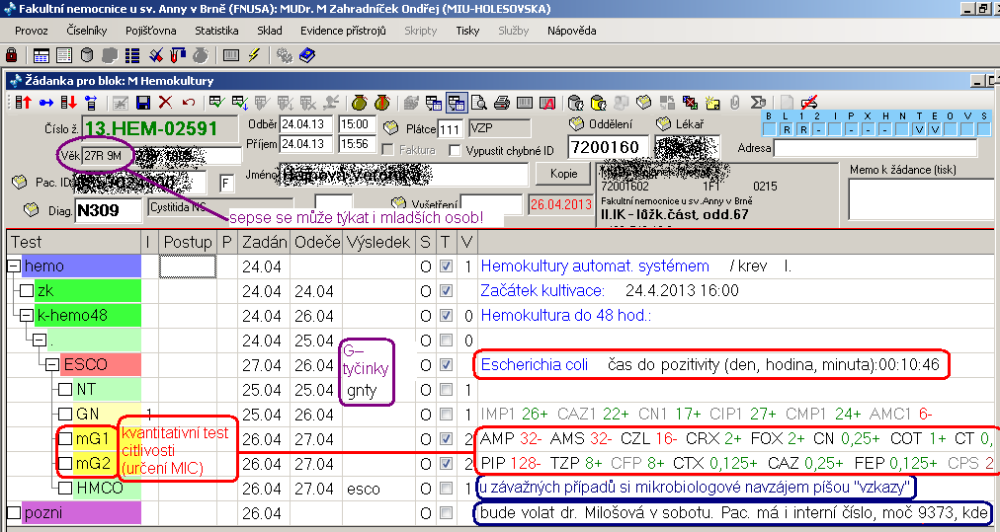 Fakultní nemocnice u sv. Anny v Brně (FNUSA): MUDr. M Zahradníček Ondřej (MIU-HOLESOVSKA)
Provoz Číselníky Pojišťovna Statistika Sklad Evidence přístrojů Skripty Tisky Služby Nápověda
Žádanka pro blok: M Hemokultury
Číslo ž. 13.HEM-02591 Odběr 24.04.13 15:00 Plátce 111 VZP Oddělení Lékař
B L 1 2 I P X H N T O V S
R R - - - - - T V
Příjem 24.04.13 15:56 Faktura Vypustit chybné ID 7200160 Adresa
Věk 27R 9M
Pac. ID F Jméno Kopie 72001602 1F1 0215 Memo k žádance (tisk)
Diag. N309 Cystitida NS Vyšetření 26.04.2013 Fakultní nemocnice u sv.Anny v Brně
II.IK - lůžk.část, odd.67
sepse se může týkat i mladších osob!
Test I Postup P Zadán Odeče Výsledek S T V
hemo 24.04 O 1 Hemokultury automat. systémem / krev I.
zk 24.04 24.04 O Začátek kultivace: 24.4.2013 16:00
k-hemo48 24.04 26.04 O 0 Hemokultura do 48 hod.:
. 24.04 25.04 O 0
G–
tyčinky
gnty
ESCO 27.04 O 0 Escherichia coli čas do pozitivity (den, hodina, minuta):00:10:46
NT 25.04 25.04 O 1
GN 1 25.04 26.04 O 1 IMP1 26+ CAZ1 22+ CN1 17+ CIP1 27+ CMP1 24+ AMC1 6-
mG1 26.04 27.04 O 2 AMP 32- AMS 32- CZL 16- CRX 2+ FOX 2+ CN 0,25+ COT 1+ CT 0,
mG2 26.04 27.04 O 2 PIP 128- TZP 8+ CFP 8+ CTX 0,125+ CAZ 0,25+ FEP 0,125+ CPS 2
kvantitativní test
citlivosti
(určení MIC)
HMCO 26.04 27.04 esco O 1 u závažných případů si mikrobiologové navzájem píšou "vzkazy"
pozni 26.04 O bude volat dr. Milošová v sobotu. Pac. má i interní číslo, moč 9373, kde